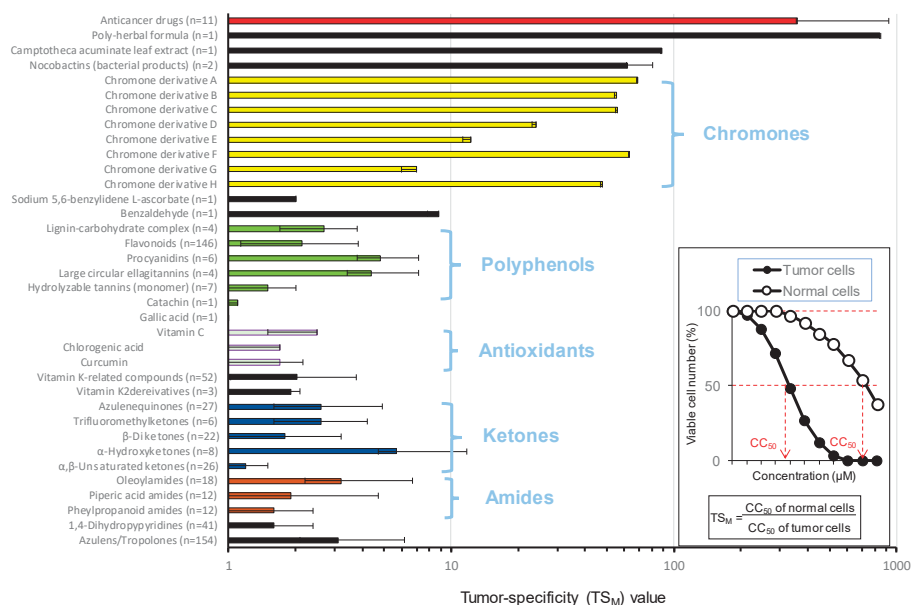 Anticancer drugs (n=11)
Poly-herbal formula (n=1)
Camptotheca acuminate leaf extract (n=1)
Nocobactins (bacterial products) (n=2)
Chromone derivative A
Chromone derivative B
Chromone derivative C
Chromone derivative D
Chromone derivative E
Chromone derivative F
Chromone derivative G
Chromone derivative H
Chromones
Sodium 5,6-benzylidene L-ascorbate (n=1)
Benzaldehyde (n=1)
Lignin-carbohydrate complex (n=4)
Flavonoids (n=146)
Procyanidins (n=6)
Large circular ellagitannins (n=4)
Hydrolyzable tannins (monomer) (n=7)
Catachin (n=1)
Gallic acid (n=1)
Polyphenols
Vitamin C
Chlorogenic acid
Curcumin
Vitamin K-related compounds (n=52)
Vitamin K2dereivatives (n=3)
Antioxidants
Azulenequinones (n=27)
Trifluoromethylketones (n=6)
β-Diketones (n=22)
α-Hydroxyketones (n=8)
α,β-Unsaturated ketones (n=26)
Ketones
Oleoylamides (n=18)
Piperic acid amides (n=12)
Pheylpropanoid amides (n=12)
Amides
1,4-Dihydropypyridines (n=41)
Azulens/Tropolones (n=154)
1
10
100
1000
Tumor-specificity (TSM) value
Tumor cells
Normal cells
Viable cell number (%)
100
50
0
CC50
CC50
Concentration (μM)
TSM = CC50 of normal cells
CC50 of tumor cells